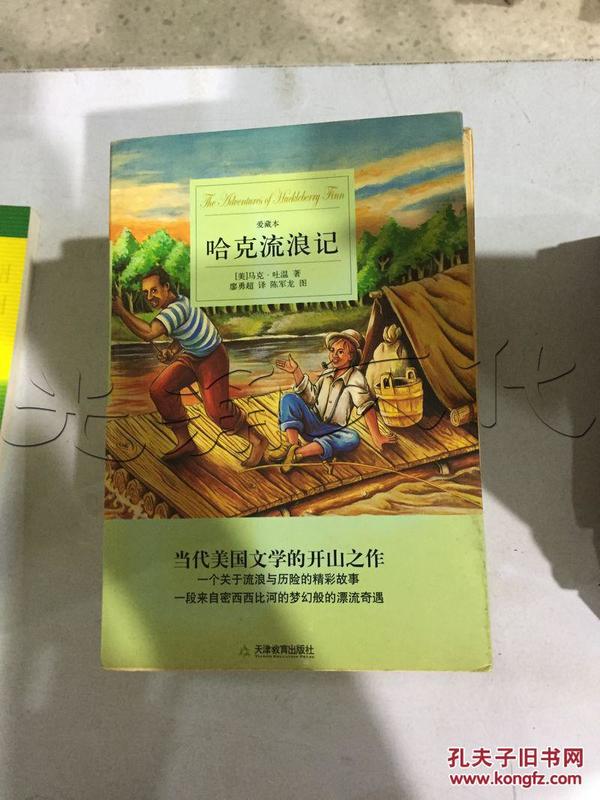 The Adventures of Huckleberry Finn
爱藏本
哈克流浪记
[美]马克·吐温 著
廖勇超 译 陈军龙 图
当代美国文学的开山之作
一个关于流浪与历险的精彩故事
一段来自密西西比河的梦幻般的漂流奇遇
天津教育出版社
TIANJIN EDUCATION PRESS
孔夫子旧书网
www.kongfz.com